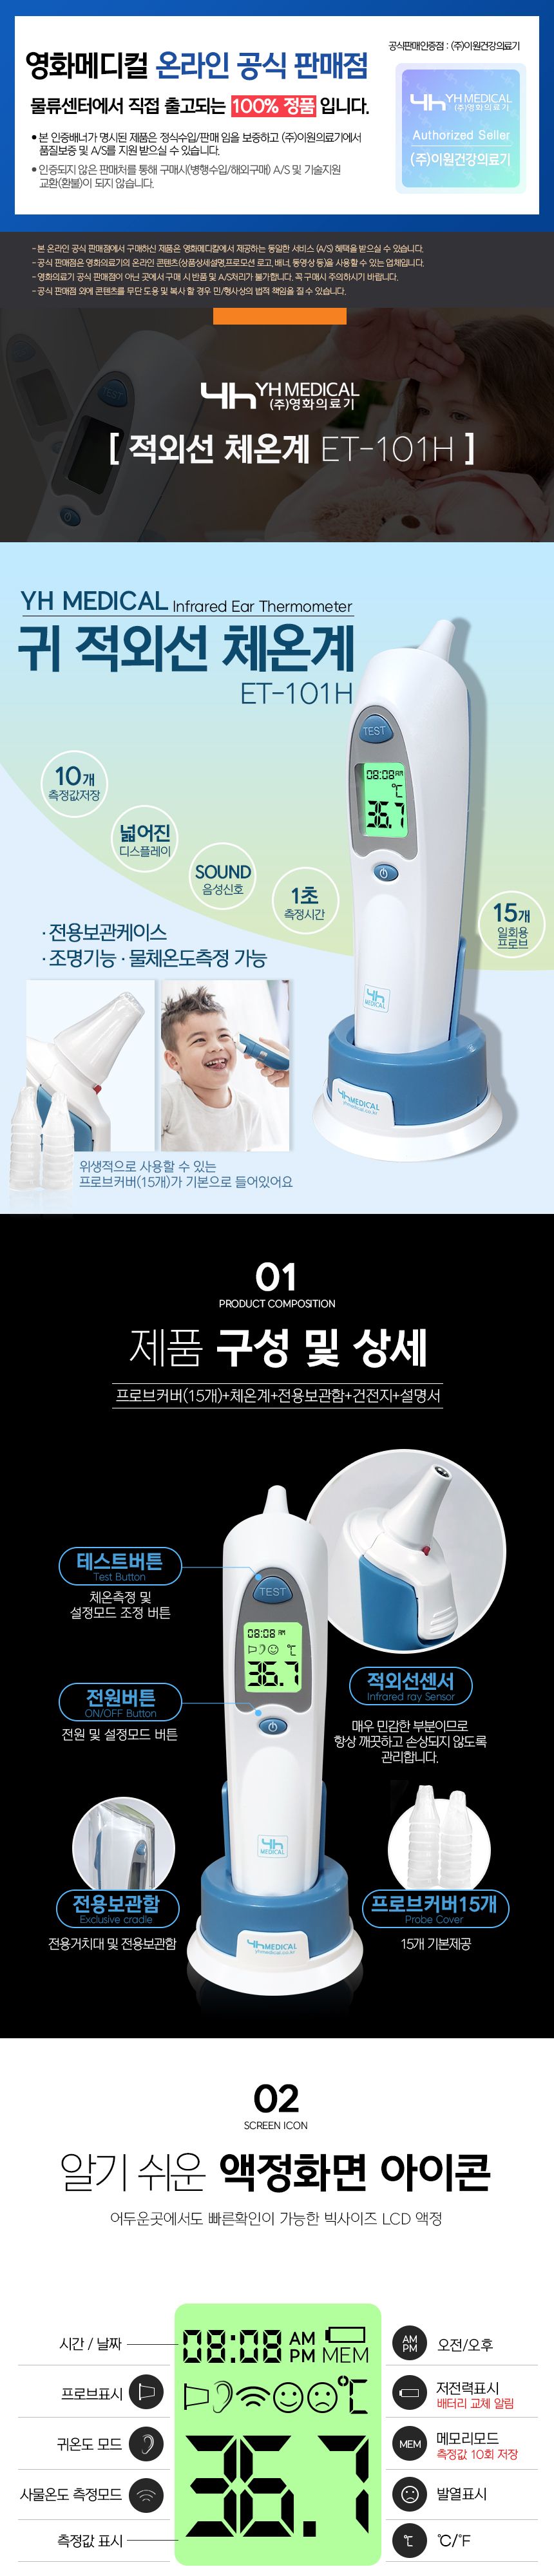 영화메디컬 온라인 공식 판매점
물류센터에서 직접 출고되는 100% 정품 입니다.
• 본 인증배너가 명시된 제품은 정식수입/판매 임을 보증하고 (주)이원의료기에서
품질보증 및 A/S를 지원 받으실 수 있습니다.
• 인증되지 않은 판매처를 통해 구매시(병행수입/해외구매) A/S 및 기술지원
교환(환불)이 되지 않습니다.
공식판매인증점 : (주)이원건강의료기
YH MEDICAL
(주)영화의료기
Authorized Seller
(주)이원건강의료기
- 본 온라인 공식 판매점에서 구매하신 제품은 영화메디칼에서 제공하는 동일한 서비스 (A/S) 혜택을 받으실 수 있습니다.
- 공식 판매점은 영화의료기의 온라인 콘텐츠(상품상세설명,프로모션 로고, 배너, 동영상 등)을 사용할 수 있는 업체입니다.
- 영화의료기 공식 판매점이 아닌 곳에서 구매 시 반품 및 A/S처리가 불가합니다. 꼭 구매시 주의하시기 바랍니다.
- 공식 판매점 외에 콘텐츠를 무단 도용 및 복사 할 경우 민/형사상의 법적 책임을 질 수 있습니다.
YH MEDICAL
(주)영화의료기
[ 적외선 체온계 ET-101H ]
YH MEDICAL Infrared Ear Thermometer
귀 적외선 체온계
ET-101H
TEST
08:08 AM
℃
36.7
10개
측정값저장
넓어진
디스플레이
SOUND
음성신호
1초
측정시간
15개
일회용
프로브
· 전용보관케이스
· 조명기능 · 물체온도측정 가능
yh
MEDICAL
yhMEDICAL
yhmedical.co.kr
위생적으로 사용할 수 있는
프로브커버(15개)가 기본으로 들어있어요
01
PRODUCT COMPOSITION
제품 구성 및 상세
프로브커버(15개)+체온계+전용보관함+건전지+설명서
테스트버튼
Test Button
체온측정 및
설정모드 조정 버튼
TEST
08:08 AM
℃
36.7
전원버튼
ON/OFF Button
전원 및 설정모드 버튼
적외선센서
Infrared ray Sensor
매우 민감한 부분이므로
항상 깨끗하고 손상되지 않도록
관리합니다.
yh
MEDICAL
전용보관함
Exclusive cradle
전용거치대 및 전용보관함
프로브커버15개
Probe Cover
15개 기본제공
yhMEDICAL
yhmedical.co.kr
02
SCREEN ICON
알기 쉬운 액정화면 아이콘
어두운곳에서도 빠른확인이 가능한 빅사이즈 LCD 액정
시간 / 날짜
프로브표시
귀온도 모드
사물온도 측정모드
측정값 표시
08:08 AM
PM MEM
℃
36.7
AM
PM
오전/오후
저전력표시
배터리 교체 알림
MEM
메모리모드
측정값 10회 저장
발열표시
℃
℃/℉